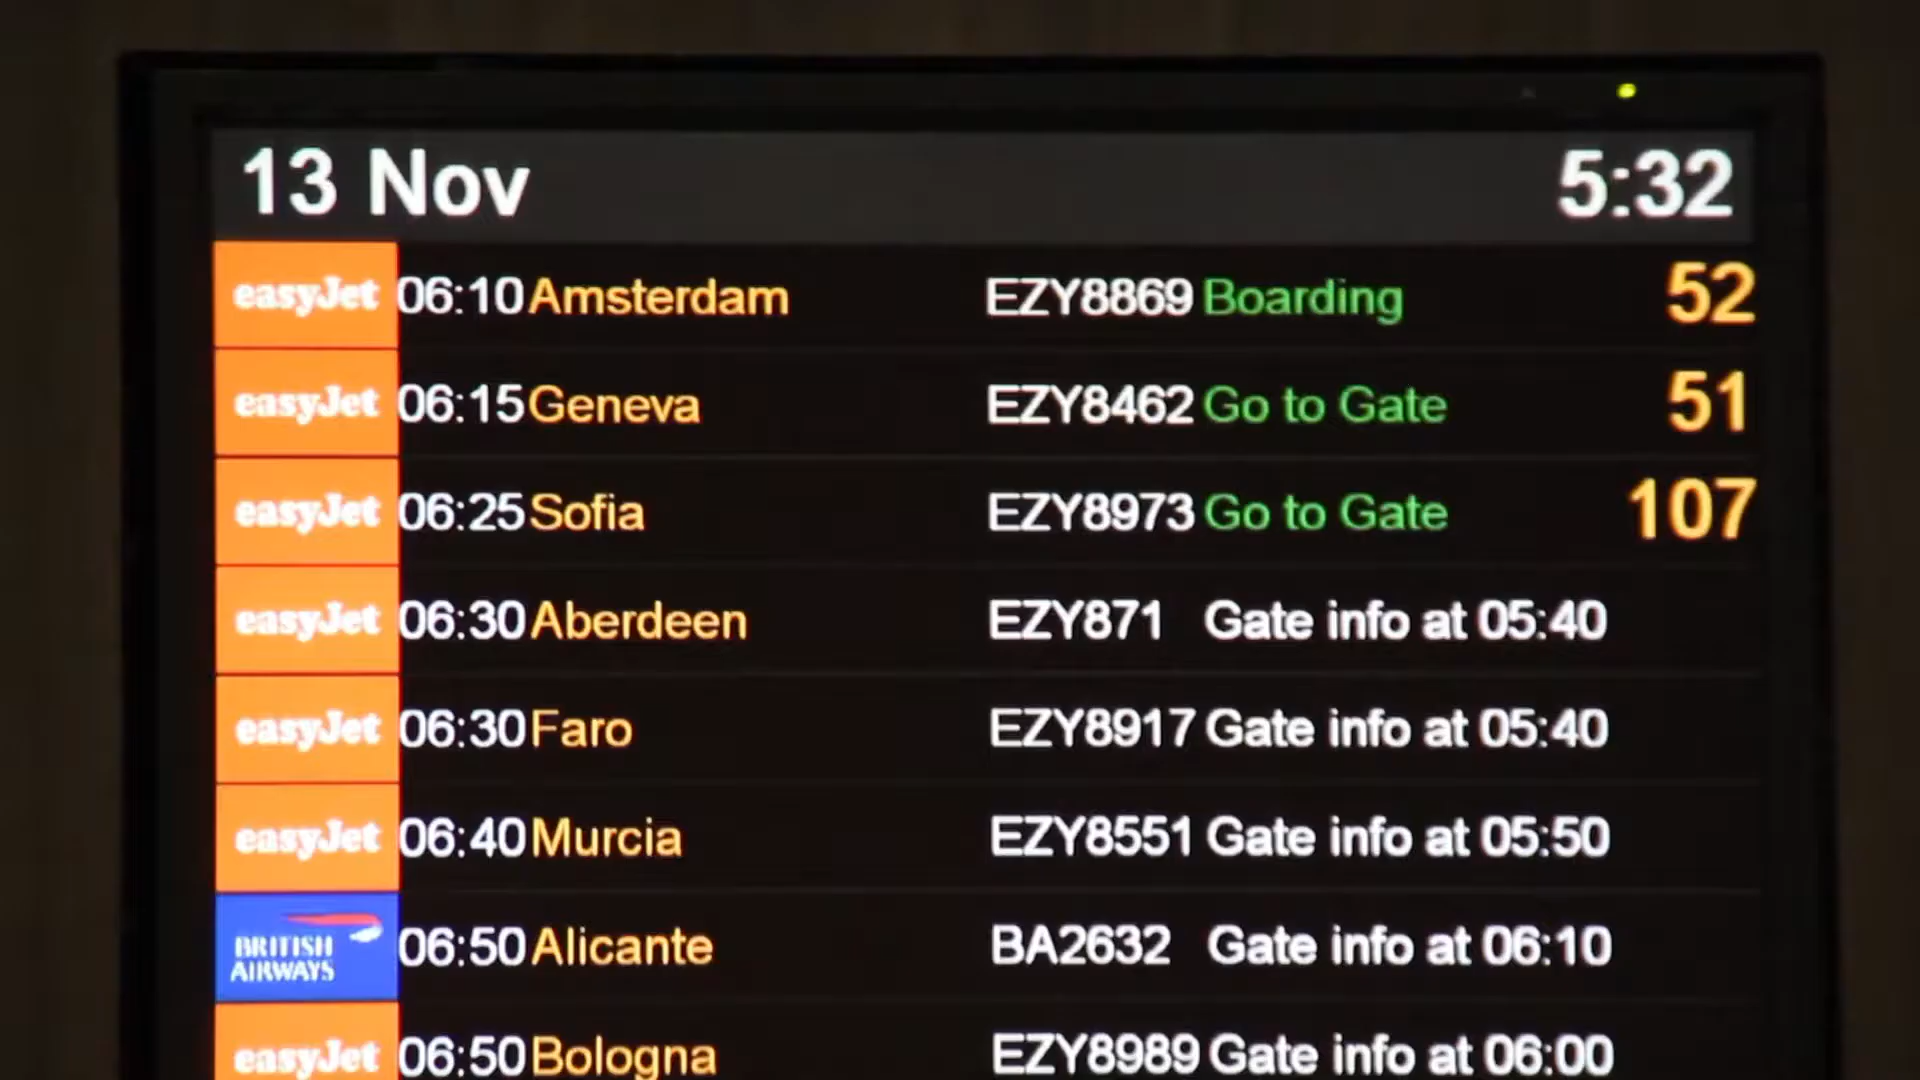 13 Nov 5:32
easyJet 06:10 Amsterdam EZY8869 Boarding 52
easyJet 06:15 Geneva EZY8462 Go to Gate 51
easyJet 06:25 Sofia EZY8973 Go to Gate 107
easyJet 06:30 Aberdeen EZY871 Gate info at 05:40
easyJet 06:30 Faro EZY8917 Gate info at 05:40
easyJet 06:40 Murcia EZY8551 Gate info at 05:50
BRITISH AIRWAYS 06:50 Alicante BA2632 Gate info at 06:10
easyJet 06:50 Bologna EZY8989 Gate info at 06:00